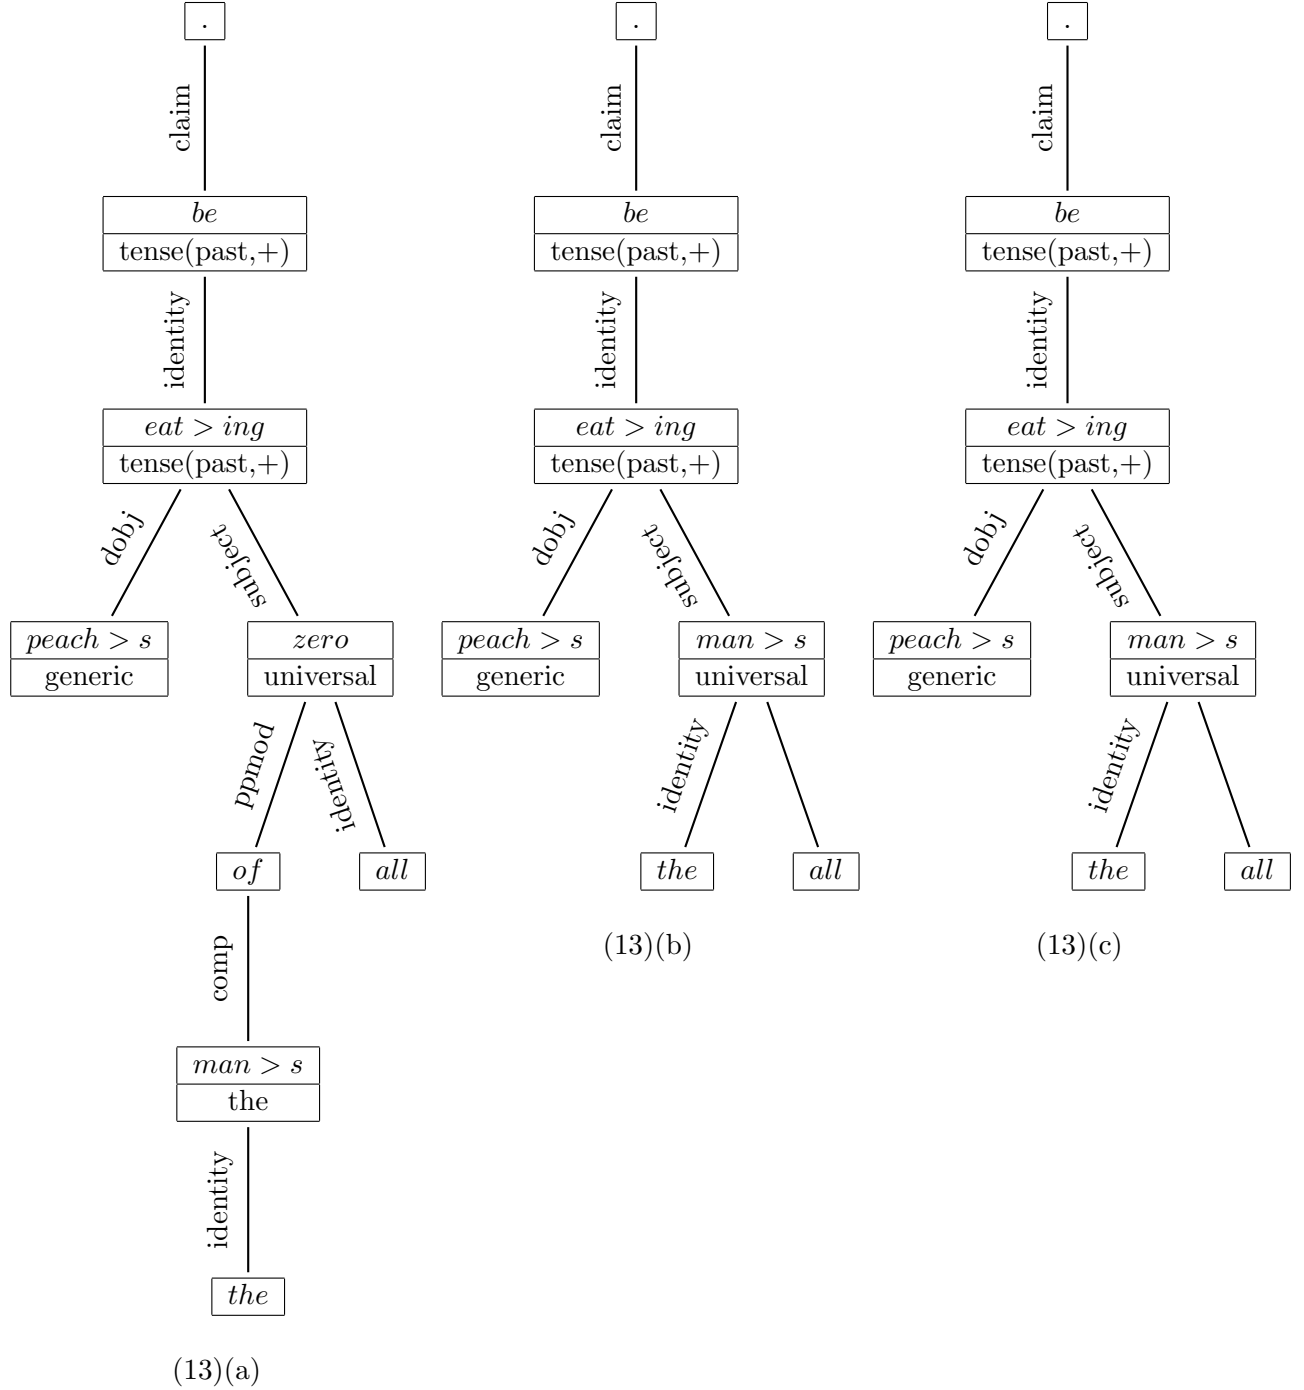 .
claim
be
tense(past,+)
identity
eat > ing
tense(past,+)
dobj
subject
peach > s
generic
zero
universal
ppmod
identity
of
all
comp
man > s
the
identity
the
(13)(a)
.
claim
be
tense(past,+)
identity
eat > ing
tense(past,+)
dobj
subject
peach > s
generic
man > s
universal
identity
the
all
(13)(b)
.
claim
be
tense(past,+)
identity
eat > ing
tense(past,+)
dobj
subject
peach > s
generic
man > s
universal
identity
the
all
(13)(c)